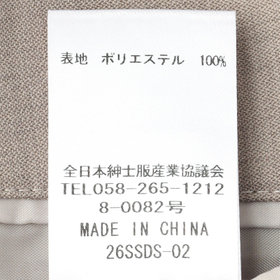 表地 ポリエステル 100%
全日本紳士服産業協議会
TEL058-265-1212
8-0082号
MADE IN CHINA
26SSDS-02